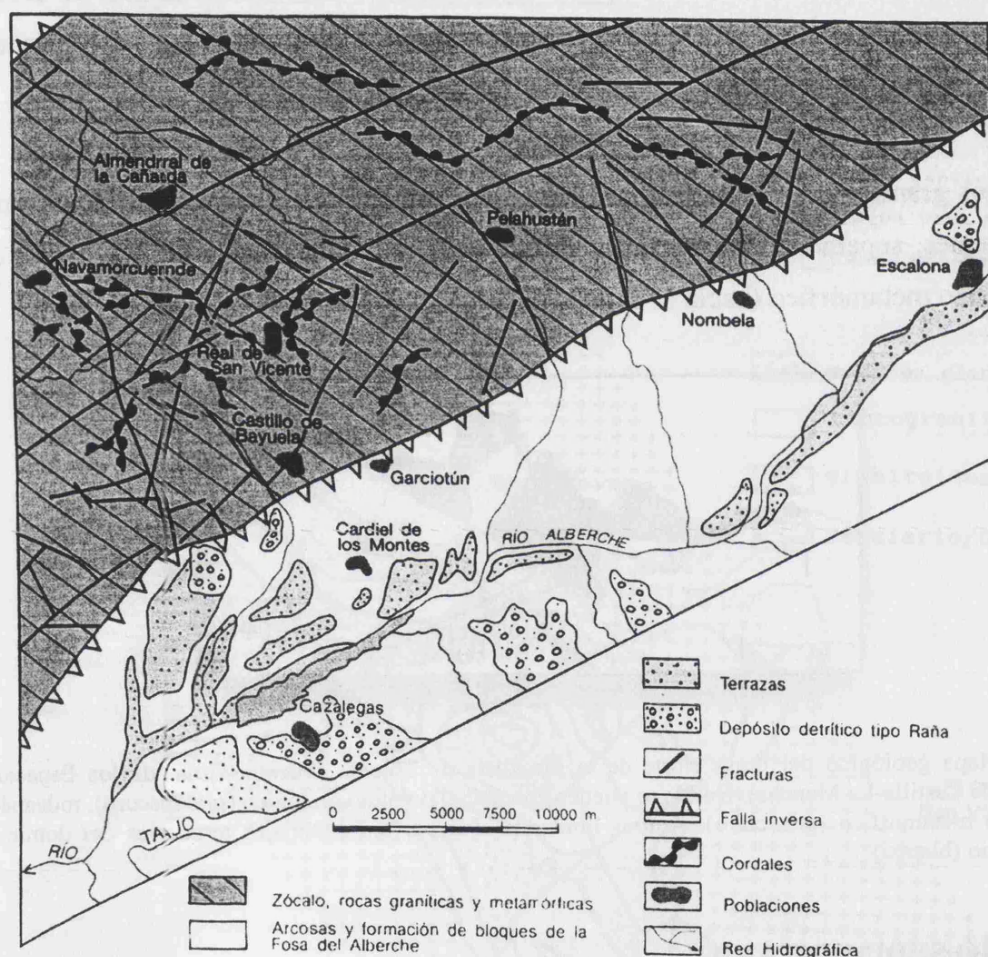 Almendrral de
la Cañada
Navamorcuernde
Pelahustán
Escalona
Nombela
Real de
San Vicente
Castillo de
Bayuela
Garciotún
Cardiel de
los Montes
RÍO ALBERCHE
Cazalegas
RÍO TAJO
0 2500 5000 7500 10000 m.
Terrazas
Depósito detrítico tipo Raña
Fracturas
Falla inversa
Cordales
Poblaciones
Red Hidrográfica
Zócalo, rocas graníticas y metamórficas
Arcosas y formación de bloques de la
Fosa del Alberche